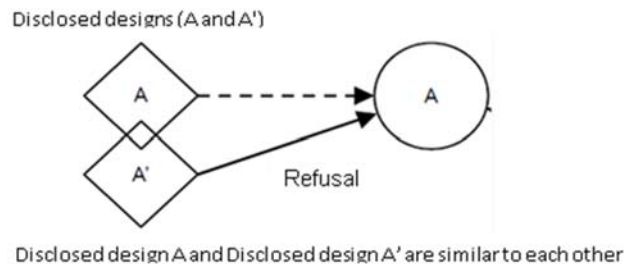 Disclosed designs (A and A')
A
A
A'
Refusal
Disclosed design A and Disclosed design A’ are similar to each other